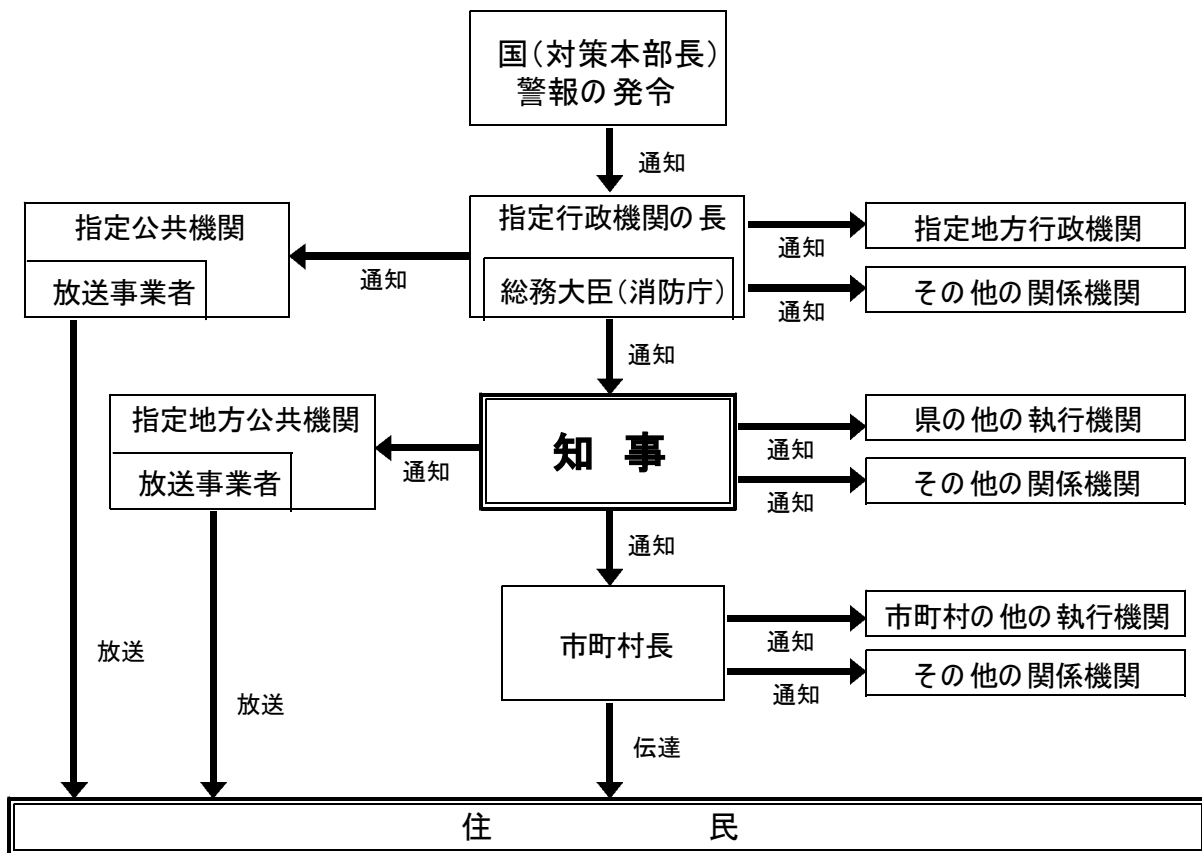 国(対策本部長)
警報の発令
通知
指定公共機関
放送事業者
通知
指定行政機関の長
総務大臣(消防庁)
通知
指定地方行政機関
通知
その他の関係機関
通知
指定地方公共機関
放送事業者
通知
知事
通知
県の他の執行機関
通知
その他の関係機関
通知
市町村長
通知
市町村の他の執行機関
通知
その他の関係機関
放送
放送
伝達
住民